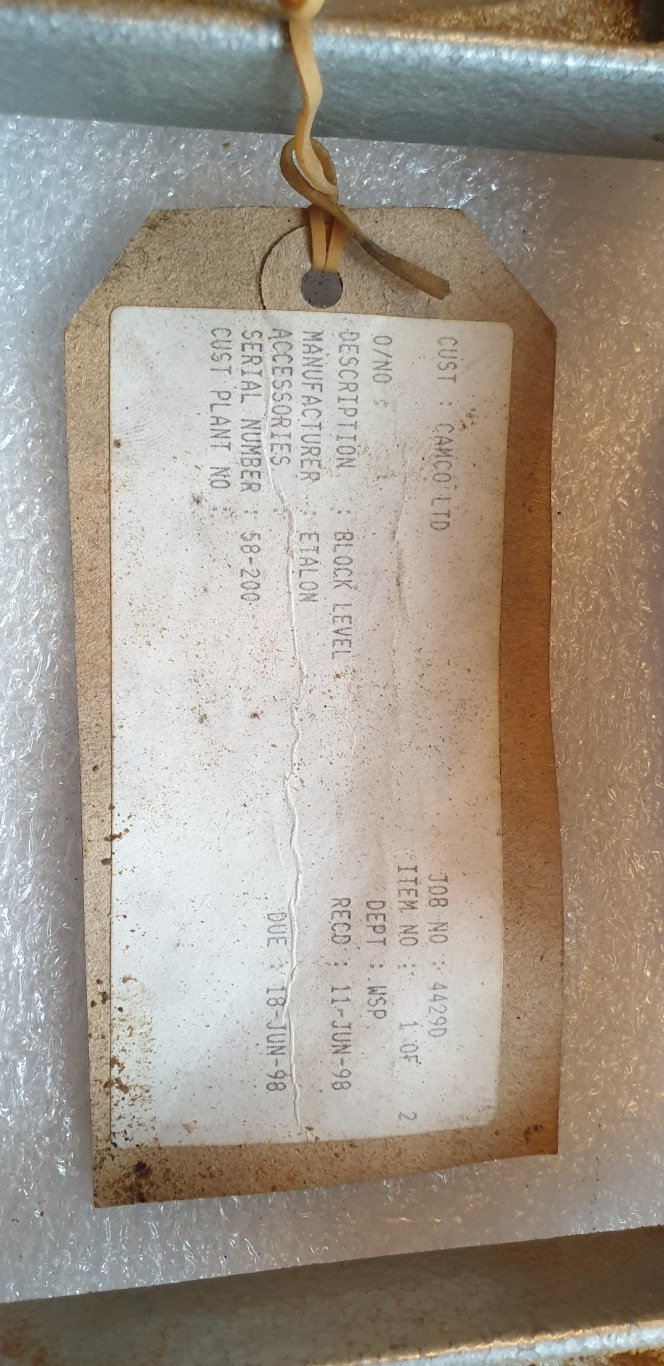 CUST : CAMCO LTD JOB NO : 4429D
ITEM NO : 1 OF 2
O/NO : DEPT : WSP
DESCRIPTION : BLOCK LEVEL RECD : 11-JUN-98
MANUFACTURER : ETALON
ACCESSORIES : DUE : 18-JUN-98
SERIAL NUMBER : 58-200
CUST PLANT NO :